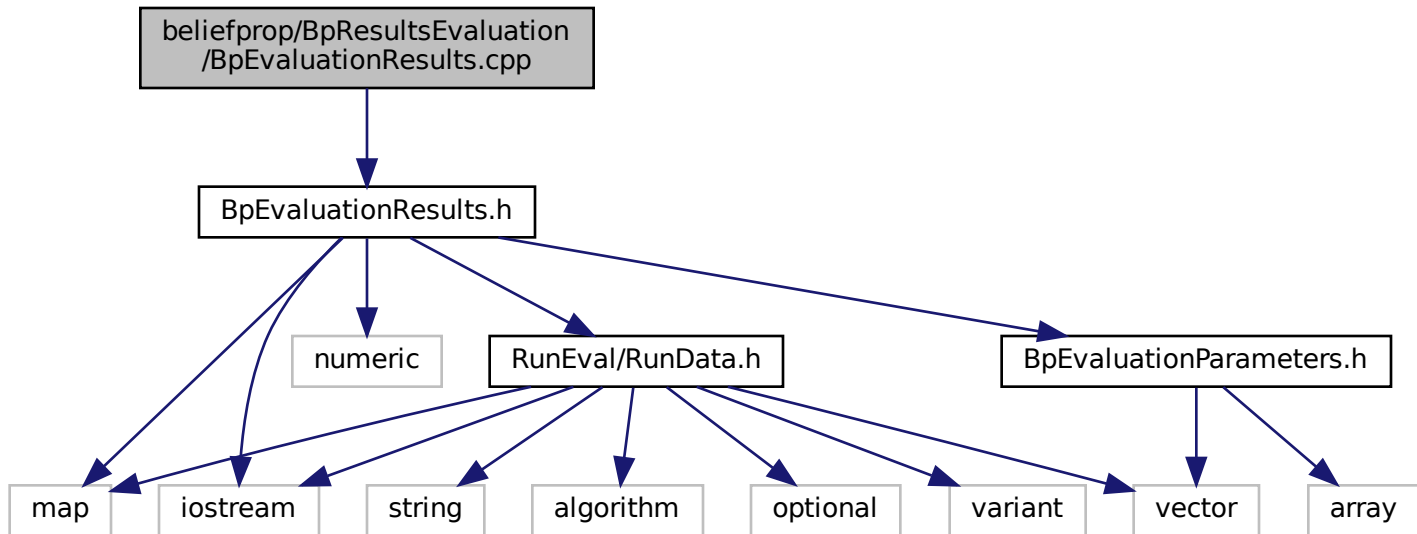 beliefprop/BpResultsEvaluation
/BpEvaluationResults.cpp
BpEvaluationResults.h
numeric
RunEval/RunData.h
BpEvaluationParameters.h
map
iostream
string
algorithm
optional
variant
vector
array